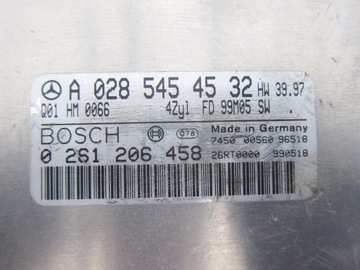 A 028 545 45 32 HW 39.97
Q01 HM 0066 4Zyl FD 99M05 SW .
BOSCH 078 Made in Germany
7450 00560 96518
0 261 206 458 26RT0000 990518